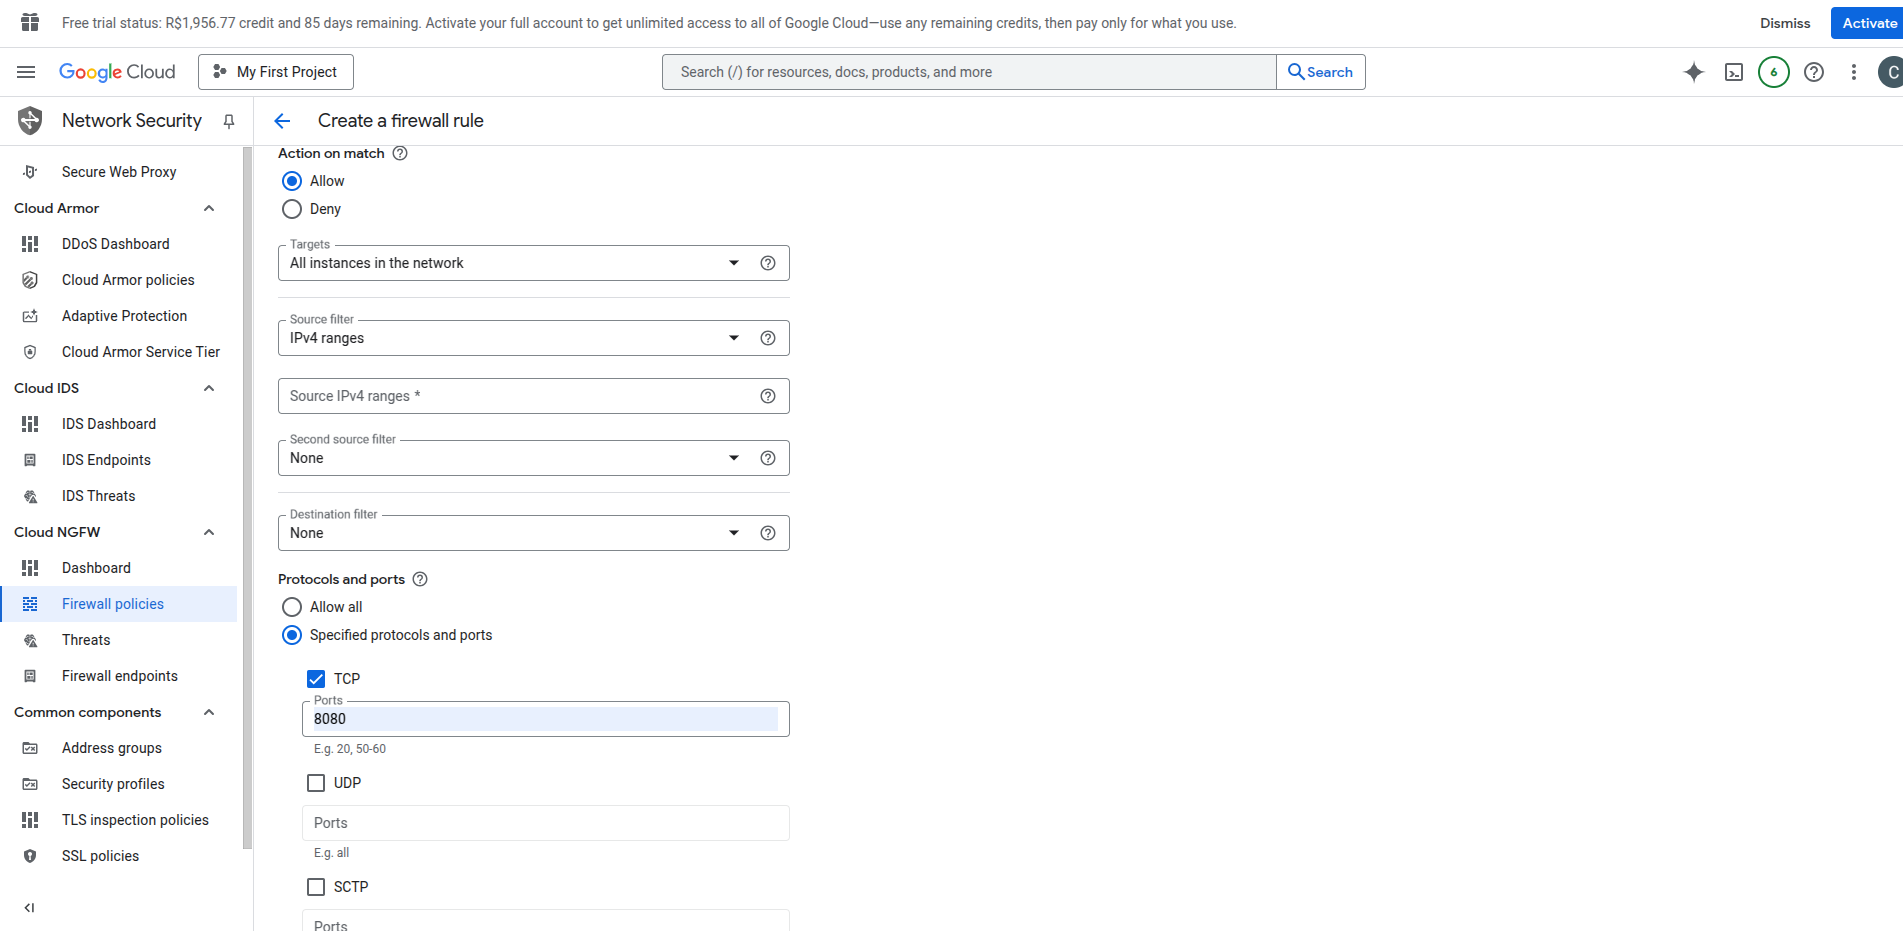 Free trial status: R$1,956.77 credit and 85 days remaining. Activate your full account to get unlimited access to all of Google Cloud—use any remaining credits, then pay only for what you use.
Dismiss
Activate
Google Cloud
My First Project
Search (/) for resources, docs, products, and more
Search
6
C
Network Security
Create a firewall rule
Secure Web Proxy
Cloud Armor
DDoS Dashboard
Cloud Armor policies
Adaptive Protection
Cloud Armor Service Tier
Cloud IDS
IDS Dashboard
IDS Endpoints
IDS Threats
Cloud NGFW
Dashboard
Firewall policies
Threats
Firewall endpoints
Common components
Address groups
Security profiles
TLS inspection policies
SSL policies
Action on match
Allow
Deny
Targets
All instances in the network
Source filter
IPv4 ranges
Source IPv4 ranges *
Second source filter
None
Destination filter
None
Protocols and ports
Allow all
Specified protocols and ports
TCP
Ports
8080
E.g. 20, 50-60
UDP
Ports
E.g. all
SCTP
Ports